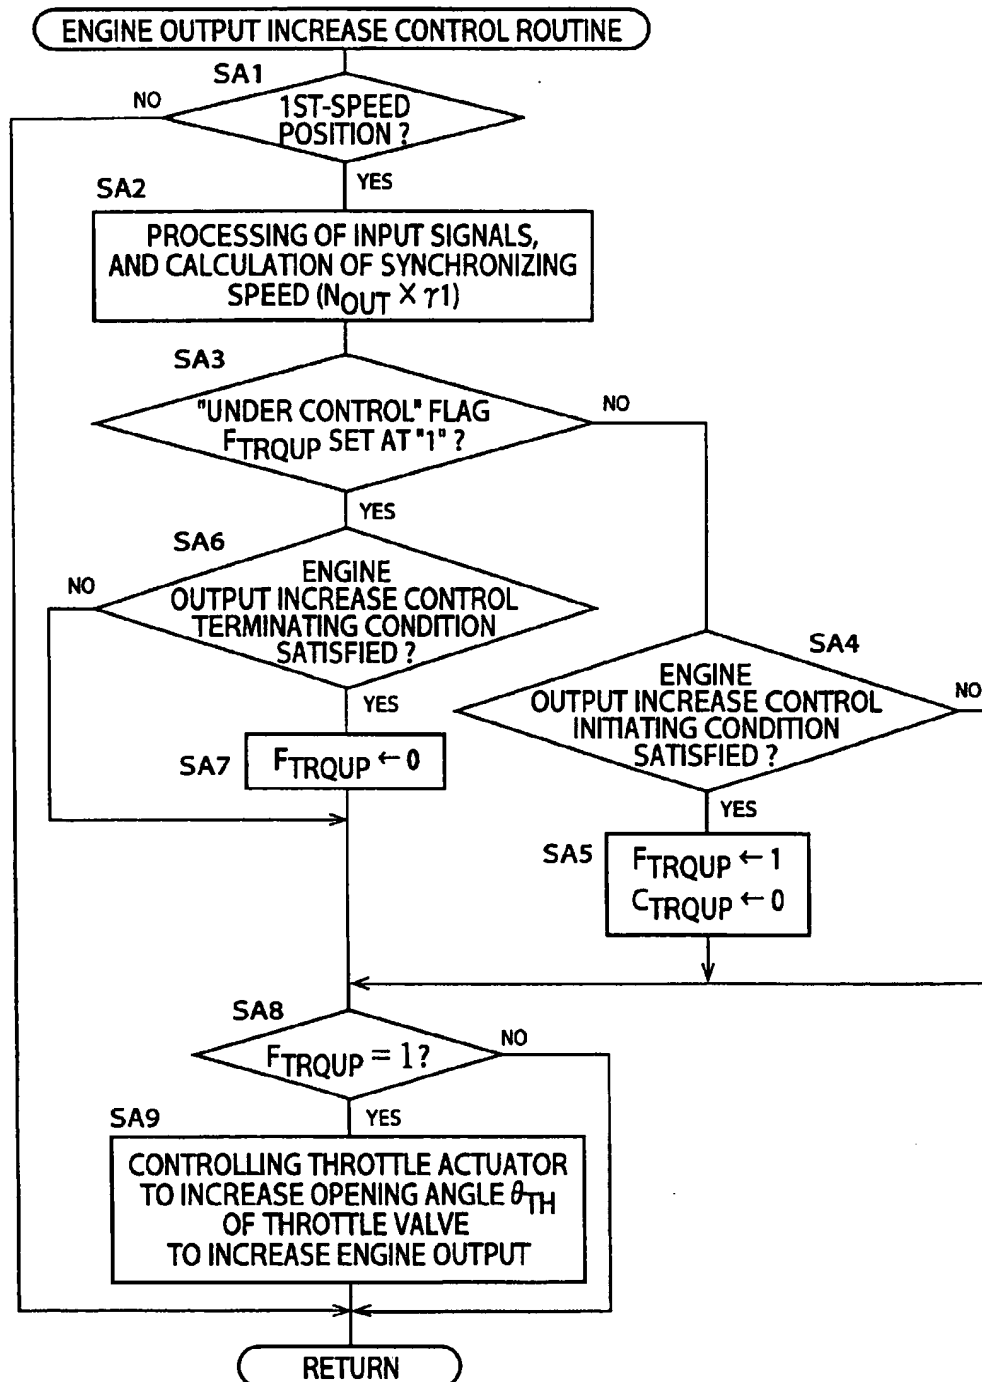 ENGINE OUTPUT INCREASE CONTROL ROUTINE
SA1
NO
1ST-SPEED
POSITION ?
YES
SA2
PROCESSING OF INPUT SIGNALS,
AND CALCULATION OF SYNCHRONIZING
SPEED (NOUT × γ1)
SA3
"UNDER CONTROL" FLAG
FTRQUP SET AT "1" ?
NO
YES
SA6
NO
ENGINE
OUTPUT INCREASE CONTROL
TERMINATING CONDITION
SATISFIED ?
YES
SA7
FTRQUP ← 0
SA4
ENGINE
OUTPUT INCREASE CONTROL
INITIATING CONDITION
SATISFIED ?
NO
YES
SA5
FTRQUP ← 1
CTRQUP ← 0
SA8
FTRQUP = 1?
NO
YES
SA9
CONTROLLING THROTTLE ACTUATOR
TO INCREASE OPENING ANGLE θTH
OF THROTTLE VALVE
TO INCREASE ENGINE OUTPUT
RETURN